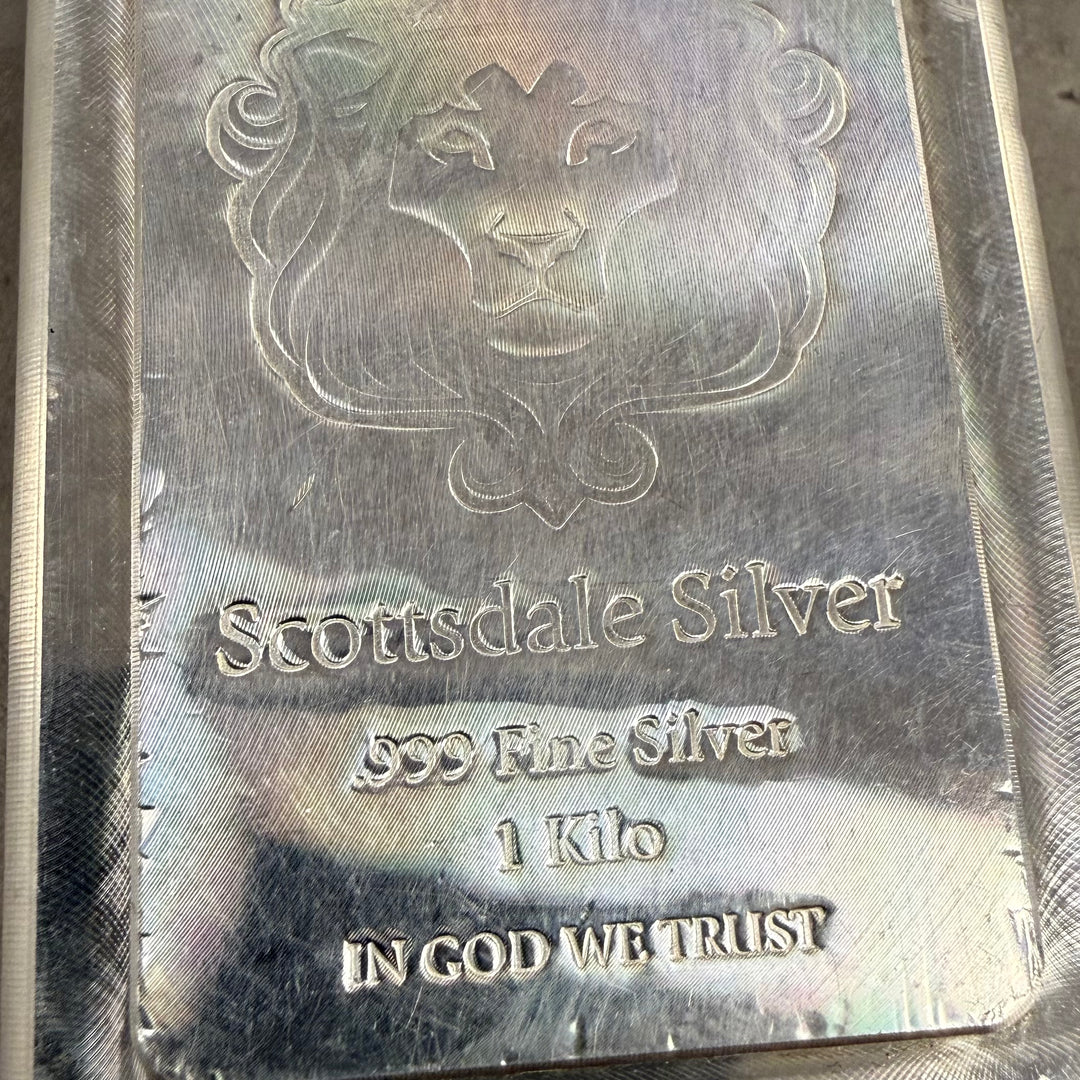 Scottsdale Silver
.999 Fine Silver
1 Kilo
IN GOD WE TRUST